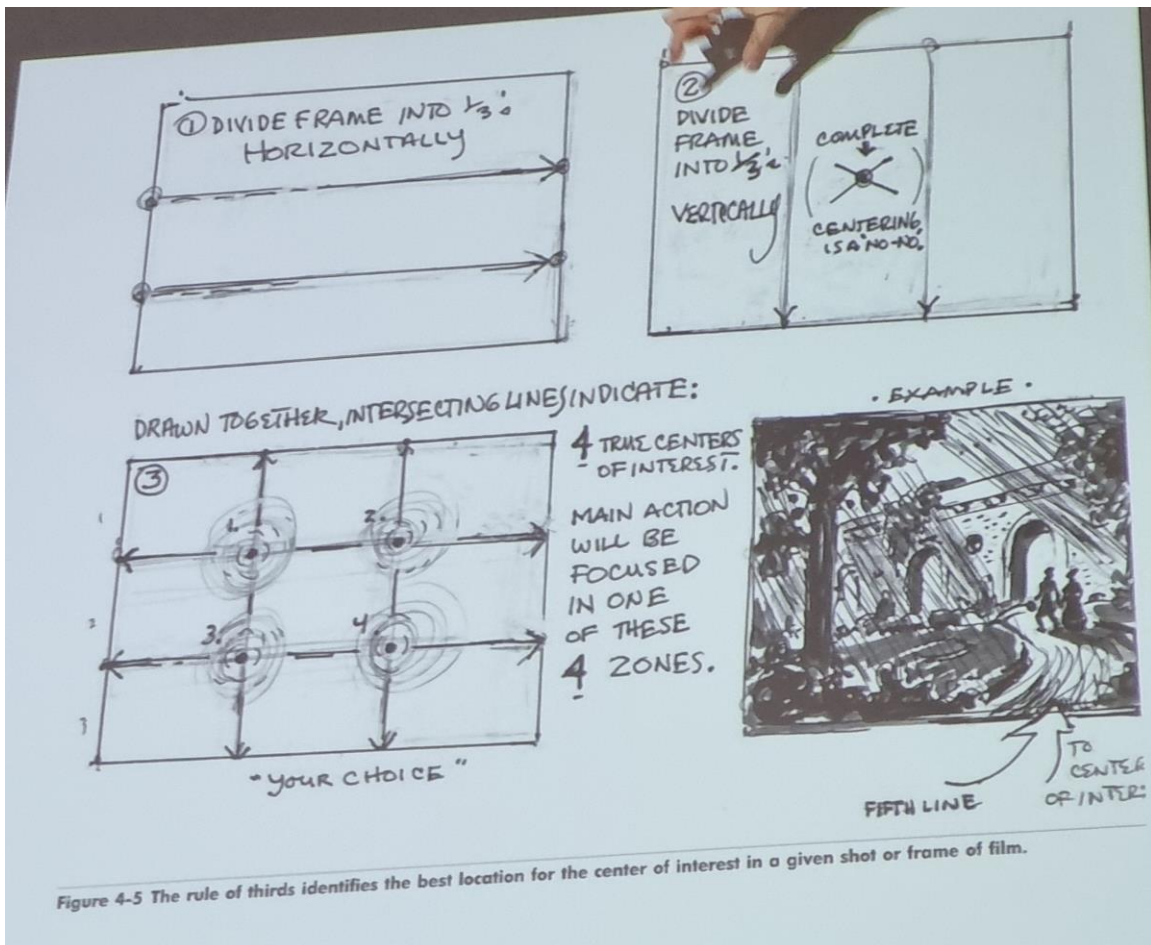 ① DIVIDE FRAME INTO ⅓'s
HORIZONTALLY
②
DIVIDE
FRAME
INTO ⅓'s
VERTICALLY
COMPLETE
CENTERING
IS A "NO-NO."
DRAWN TOGETHER, INTERSECTING LINES INDICATE:
③
1.
2.
3.
4
1
2
3
"YOUR CHOICE"
4 TRUE CENTERS
OF INTEREST.
MAIN ACTION
WILL BE
FOCUSED
IN ONE
OF THESE
4 ZONES.
. EXAMPLE .
FIFTH LINE
TO
CENTER
OF INTER:
Figure 4-5 The rule of thirds identifies the best location for the center of interest in a given shot or frame of film.